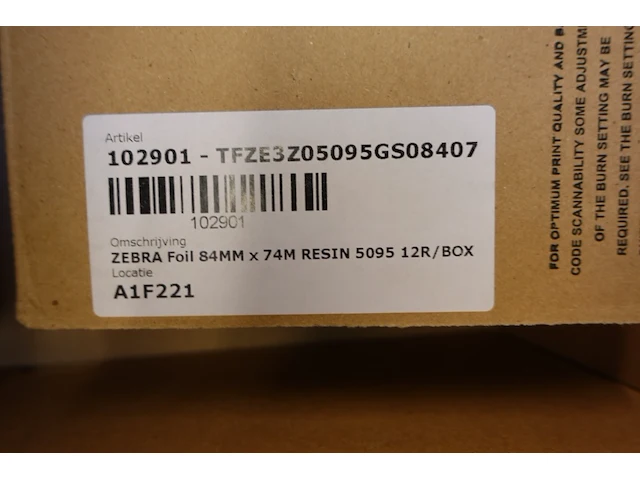 Artikel
102901 - TFZE3Z05095GS08407
102901
Omschrijving
ZEBRA Foil 84MM x 74M RESIN 5095 12R/BOX
Locatie
A1F221
FOR OPTIMUM PRINT QUALITY AND
CODE SCANNABILITY SOME
OF THE BURN SETTING MAY BE
REQUIRED. SEE THE BURN SETTING